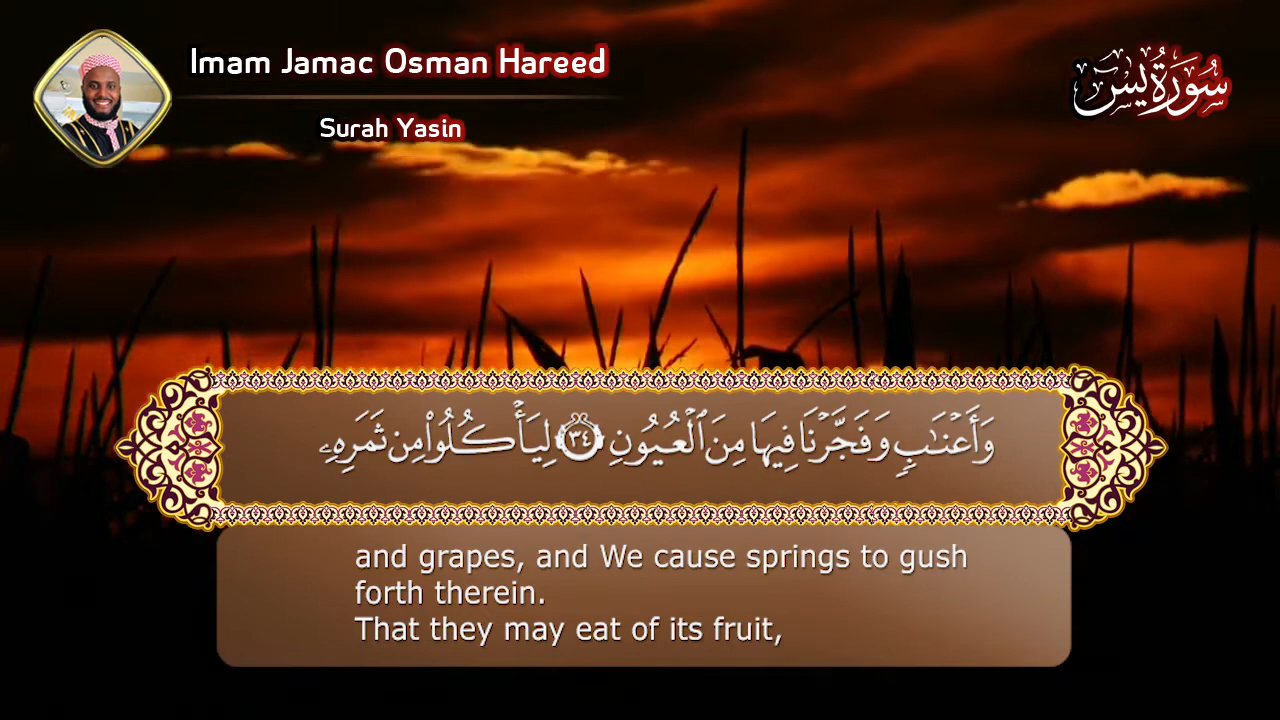 Imam Jamac Osman Hareed
سورة يس
Surah Yasin
وَأَعْنَـٰبٍ وَفَجَّرْنَا فِيهَا مِنَ ٱلْعُيُونِ ۝٣٤ لِيَأْكُلُوا۟ مِن ثَمَرِهِۦ
and grapes, and We cause springs to gush
forth therein.
That they may eat of its fruit,